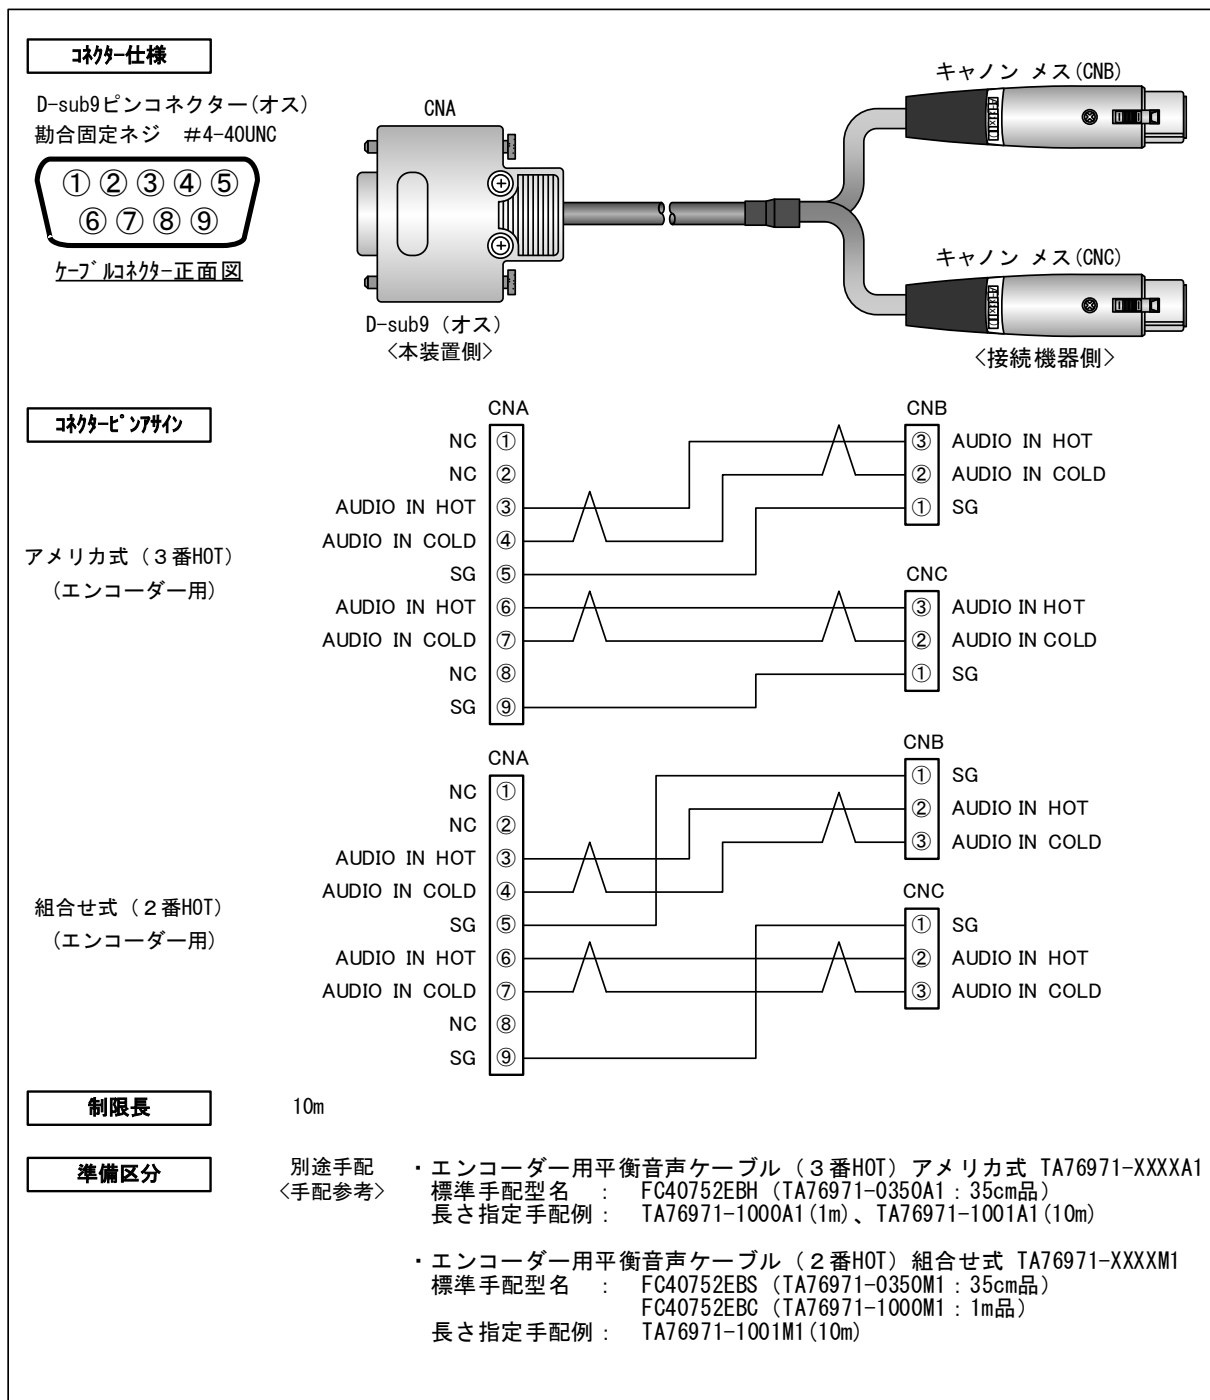 コネクター仕様
D-sub9ピンコネクター(オス)
勘合固定ネジ #4-40UNC
① ② ③ ④ ⑤
⑥ ⑦ ⑧ ⑨
ケーブルコネクター正面図
CNA
D-sub9 (オス)
<本装置側>
キャノン メス(CNB)
キャノン メス(CNC)
<接続機器側>
コネクターピンアサイン
アメリカ式（３番HOT）
(エンコーダー用)
CNA
NC ①
NC ②
AUDIO IN HOT ③
AUDIO IN COLD ④
SG ⑤
AUDIO IN HOT ⑥
AUDIO IN COLD ⑦
NC ⑧
SG ⑨
CNB
③ AUDIO IN HOT
② AUDIO IN COLD
① SG
CNC
③ AUDIO IN HOT
② AUDIO IN COLD
① SG
組合せ式（２番HOT）
(エンコーダー用)
CNA
NC ①
NC ②
AUDIO IN HOT ③
AUDIO IN COLD ④
SG ⑤
AUDIO IN HOT ⑥
AUDIO IN COLD ⑦
NC ⑧
SG ⑨
CNB
① SG
② AUDIO IN HOT
③ AUDIO IN COLD
CNC
① SG
② AUDIO IN HOT
③ AUDIO IN COLD
制限長
10m
準備区分
別途手配
<手配参考>
・エンコーダー用平衡音声ケーブル（３番HOT）アメリカ式 TA76971-XXXXA1
標準手配型名 : FC40752EBH (TA76971-0350A1：35cm品)
長さ指定手配例： TA76971-1000A1(1m)、TA76971-1001A1(10m)
・エンコーダー用平衡音声ケーブル（２番HOT）組合せ式 TA76971-XXXXM1
標準手配型名 : FC40752EBS (TA76971-0350M1：35cm品)
FC40752EBC (TA76971-1000M1：1m品)
長さ指定手配例： TA76971-1001M1(10m)